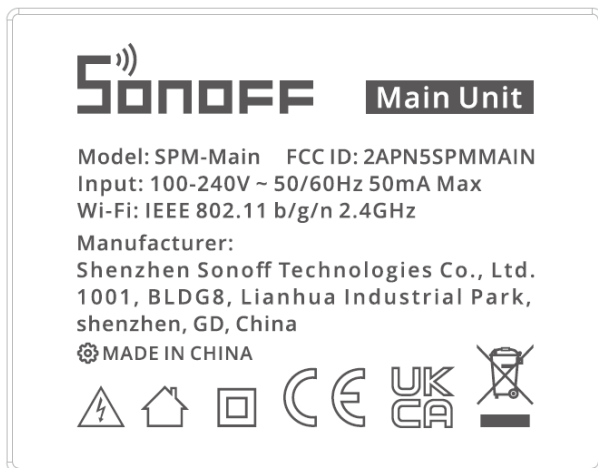 SONOFF
Main Unit
Model: SPM-Main FCC ID: 2APN5SPMMAIN
Input: 100-240V ~ 50/60Hz 50mA Max
Wi-Fi: IEEE 802.11 b/g/n 2.4GHz
Manufacturer:
Shenzhen Sonoff Technologies Co., Ltd.
1001, BLDG8, Lianhua Industrial Park,
shenzhen, GD, China
MADE IN CHINA
CE UK
CA